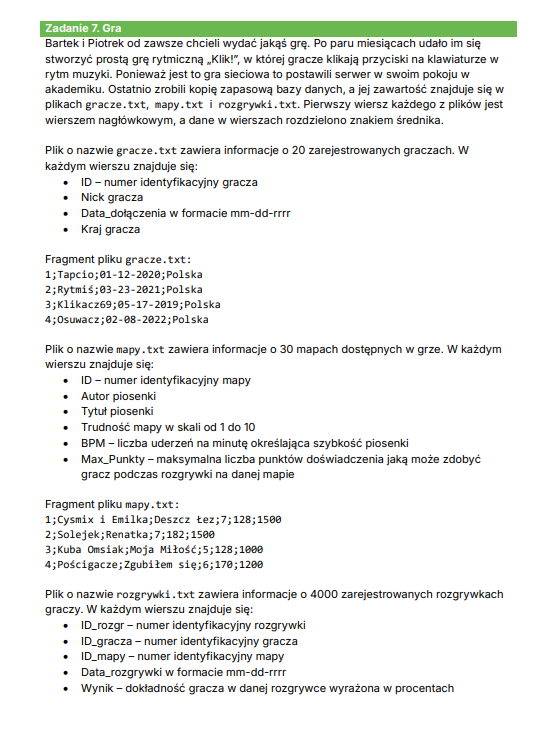 Zadanie 7. Gra
Bartek i Piotrek od zawsze chcieli wydać jakąś grę. Po paru miesiącach udało im się
stworzyć prostą grę rytmiczną „Klik!”, w której gracze klikają przyciski na klawiaturze w
rytm muzyki. Ponieważ jest to gra sieciowa to postawili serwer w swoim pokoju w
akademiku. Ostatnio zrobili kopię zapasową bazy danych, a jej zawartość znajduje się w
plikach gracze.txt, mapy.txt i rozgrywki.txt. Pierwszy wiersz każdego z plików jest
wierszem nagłówkowym, a dane w wierszach rozdzielono znakiem średnika.
Plik o nazwie gracze.txt zawiera informacje o 20 zarejestrowanych graczach. W
każdym wierszu znajduje się:
• ID – numer identyfikacyjny gracza
• Nick gracza
• Data_dołączenia w formacie mm-dd-rrrr
• Kraj gracza
Fragment pliku gracze.txt:
1;Tapcio;01-12-2020;Polska
2;Rytmiś;03-23-2021;Polska
3;Klikacz69;05-17-2019;Polska
4;Osuwacz;02-08-2022;Polska
Plik o nazwie mapy.txt zawiera informacje o 30 mapach dostępnych w grze. W każdym
wierszu znajduje się:
• ID – numer identyfikacyjny mapy
• Autor piosenki
• Tytuł piosenki
• Trudność mapy w skali od 1 do 10
• BPM – liczba uderzeń na minutę określająca szybkość piosenki
• Max_Punkty – maksymalna liczba punktów doświadczenia jaką może zdobyć
gracz podczas rozgrywki na danej mapie
Fragment pliku mapy.txt:
1;Cysmix i Emilka;Deszcz Łez;7;128;1500
2;Solejek;Renatka;7;182;1500
3;Kuba Omsiak;Moja Miłość;5;128;1000
4;Pościgacze;Zgubiłem się;6;170;1200
Plik o nazwie rozgrywki.txt zawiera informacje o 4000 zarejestrowanych rozgrywkach
graczy. W każdym wierszu znajduje się:
• ID_rozgr – numer identyfikacyjny rozgrywki
• ID_gracza – numer identyfikacyjny gracza
• ID_mapy – numer identyfikacyjny mapy
• Data_rozgrywki w formacie mm-dd-rrrr
• Wynik – dokładność gracza w danej rozgrywce wyrażona w procentach